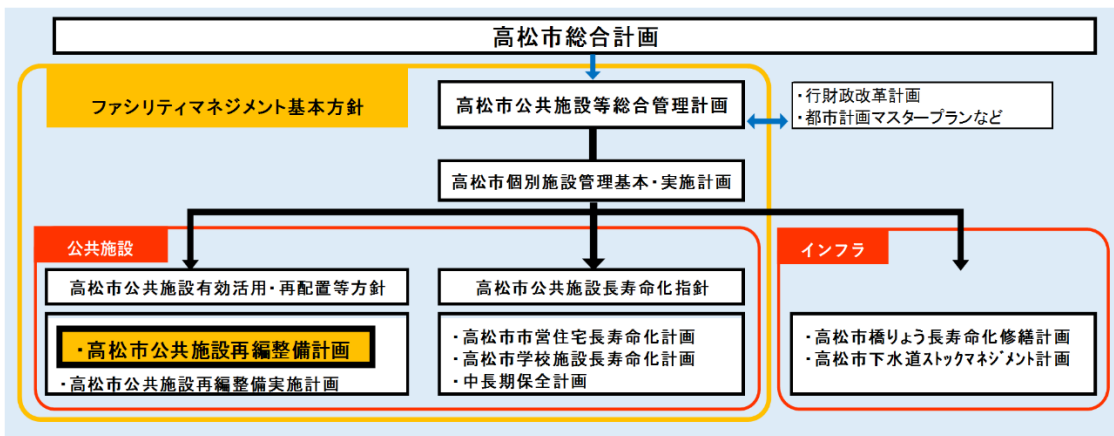 高松市総合計画
ファシリティマネジメント基本方針
高松市公共施設等総合管理計画
・行財政改革計画
・都市計画マスタープランなど
高松市個別施設管理基本・実施計画
公共施設
インフラ
高松市公共施設有効活用・再配置等方針
高松市公共施設長寿命化指針
・高松市公共施設再編整備計画
・高松市公共施設再編整備実施計画
・高松市市営住宅長寿命化計画
・高松市学校施設長寿命化計画
・中長期保全計画
・高松市橋りょう長寿命化修繕計画
・高松市下水道ｽﾄｯｸﾏﾈｼﾞﾒﾝﾄ計画